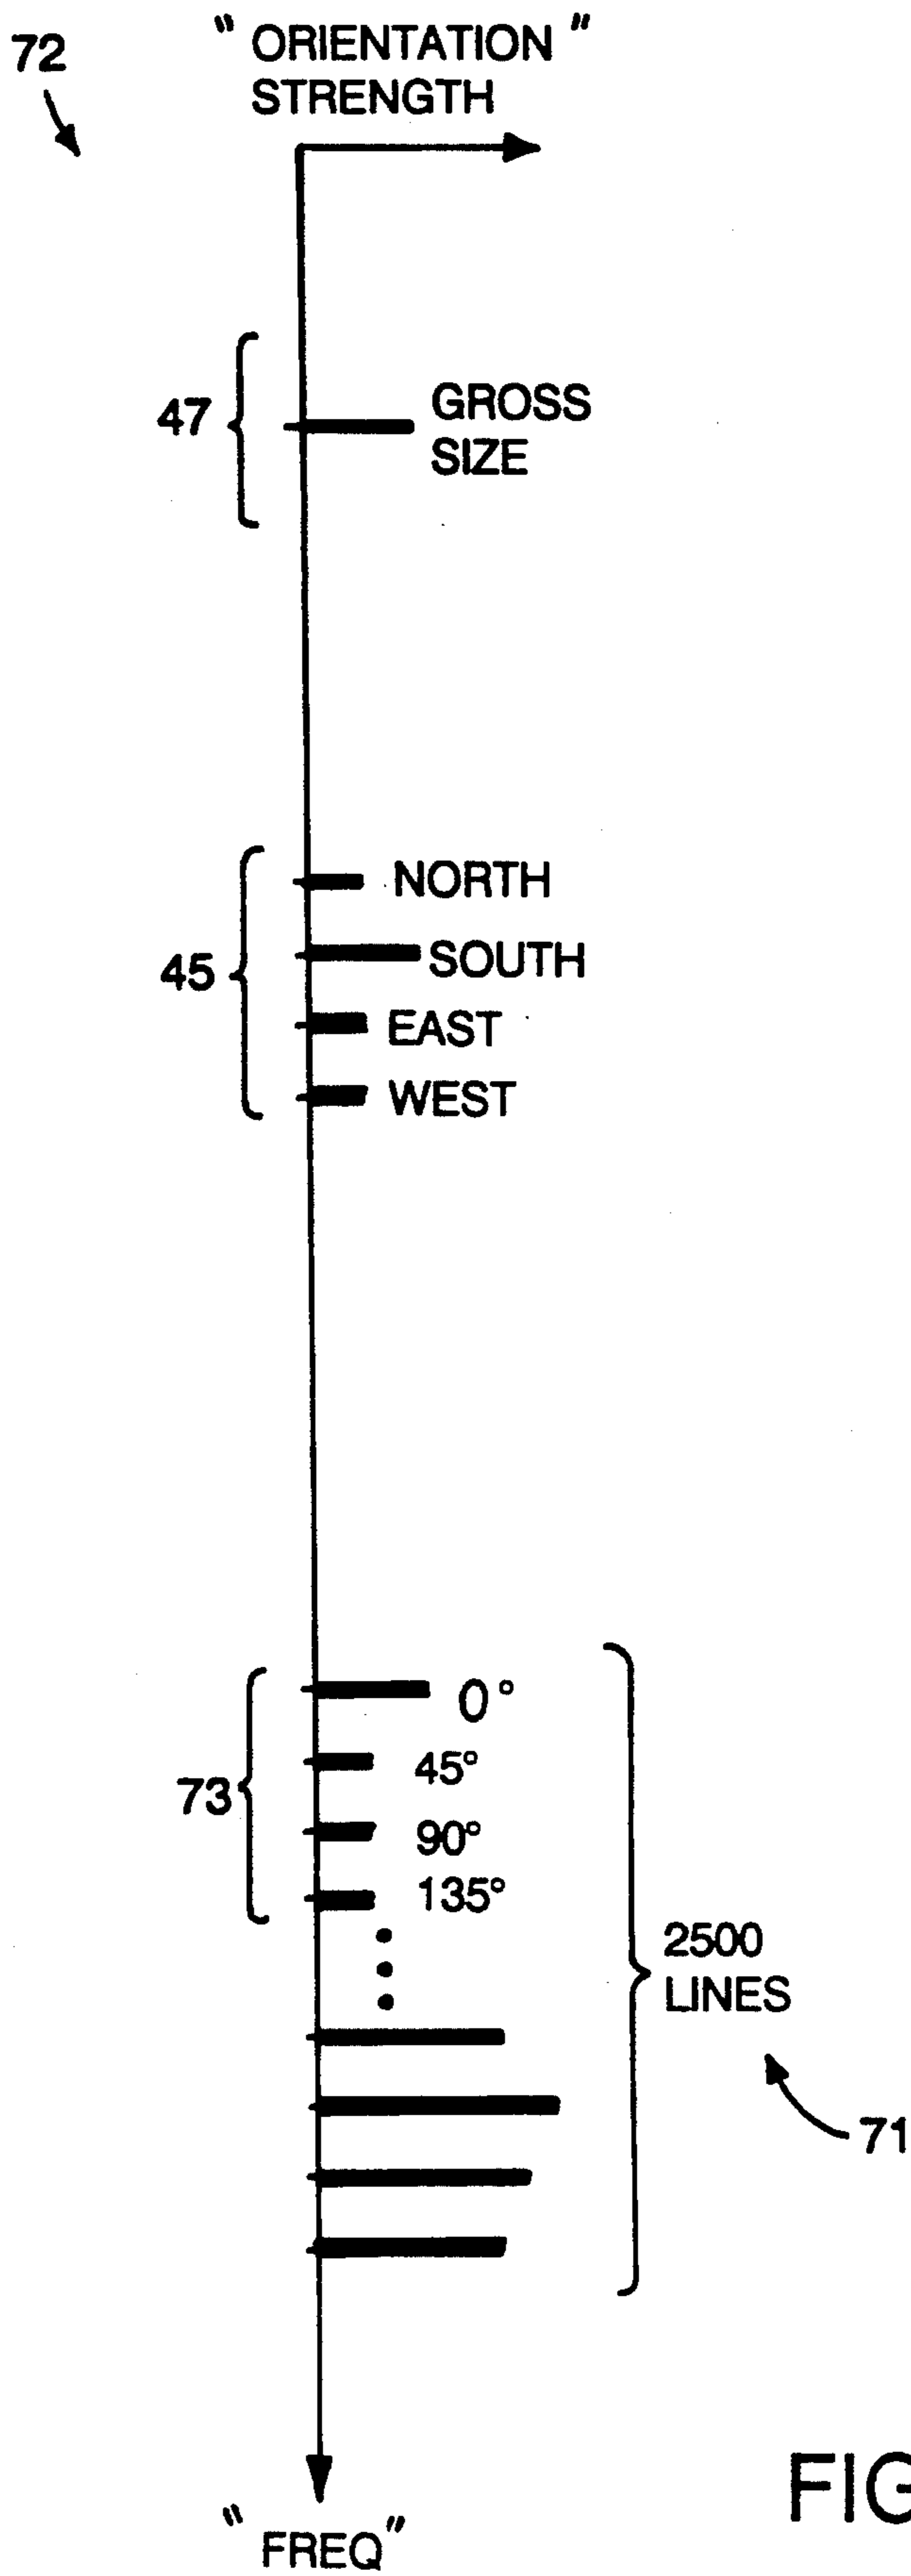 72
" ORIENTATION "
STRENGTH
47
GROSS
SIZE
45
NORTH
SOUTH
EAST
WEST
73
0°
45°
90°
135°
2500
LINES
71
FIG
" FREQ "